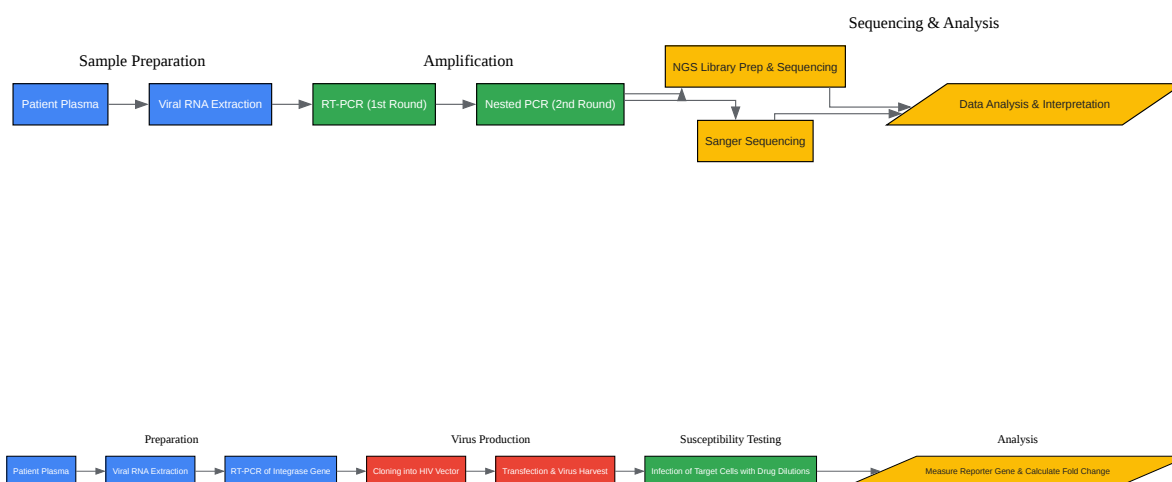 Sequencing & Analysis
Sample Preparation
Amplification
NGS Library Prep & Sequencing
Patient Plasma
Viral RNA Extraction
RT-PCR (1st Round)
Nested PCR (2nd Round)
Data Analysis & Interpretation
Sanger Sequencing
Preparation
Virus Production
Susceptibility Testing
Analysis
Patient Plasma
Viral RNA Extraction
RT-PCR of Integrase Gene
Cloning into HIV Vector
Transfection & Virus Harvest
Infection of Target Cells with Drug Dilutions
Measure Reporter Gene & Calculate Fold Change